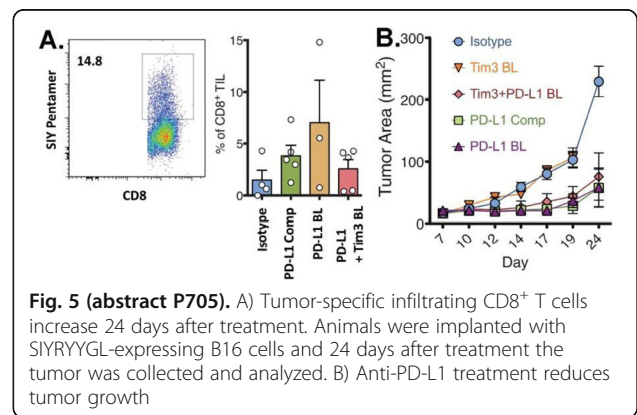 A.
14.8
SIY Pentamer
CD8
% of CD8+ TIL
15
10
5
0
Isotype
PD-L1 Comp
PD-L1 BL
PD-L1
+ Tim3 BL
B.
Tumor Area (mm²)
300
200
100
0
Isotype
Tim3 BL
Tim3+PD-L1 BL
PD-L1 Comp
PD-L1 BL
7 10 12 14 17 19 24
Day
Fig. 5 (abstract P705). A) Tumor-specific infiltrating CD8⁺ T cells
increase 24 days after treatment. Animals were implanted with
SIYRYYGL-expressing B16 cells and 24 days after treatment the
tumor was collected and analyzed. B) Anti-PD-L1 treatment reduces
tumor growth